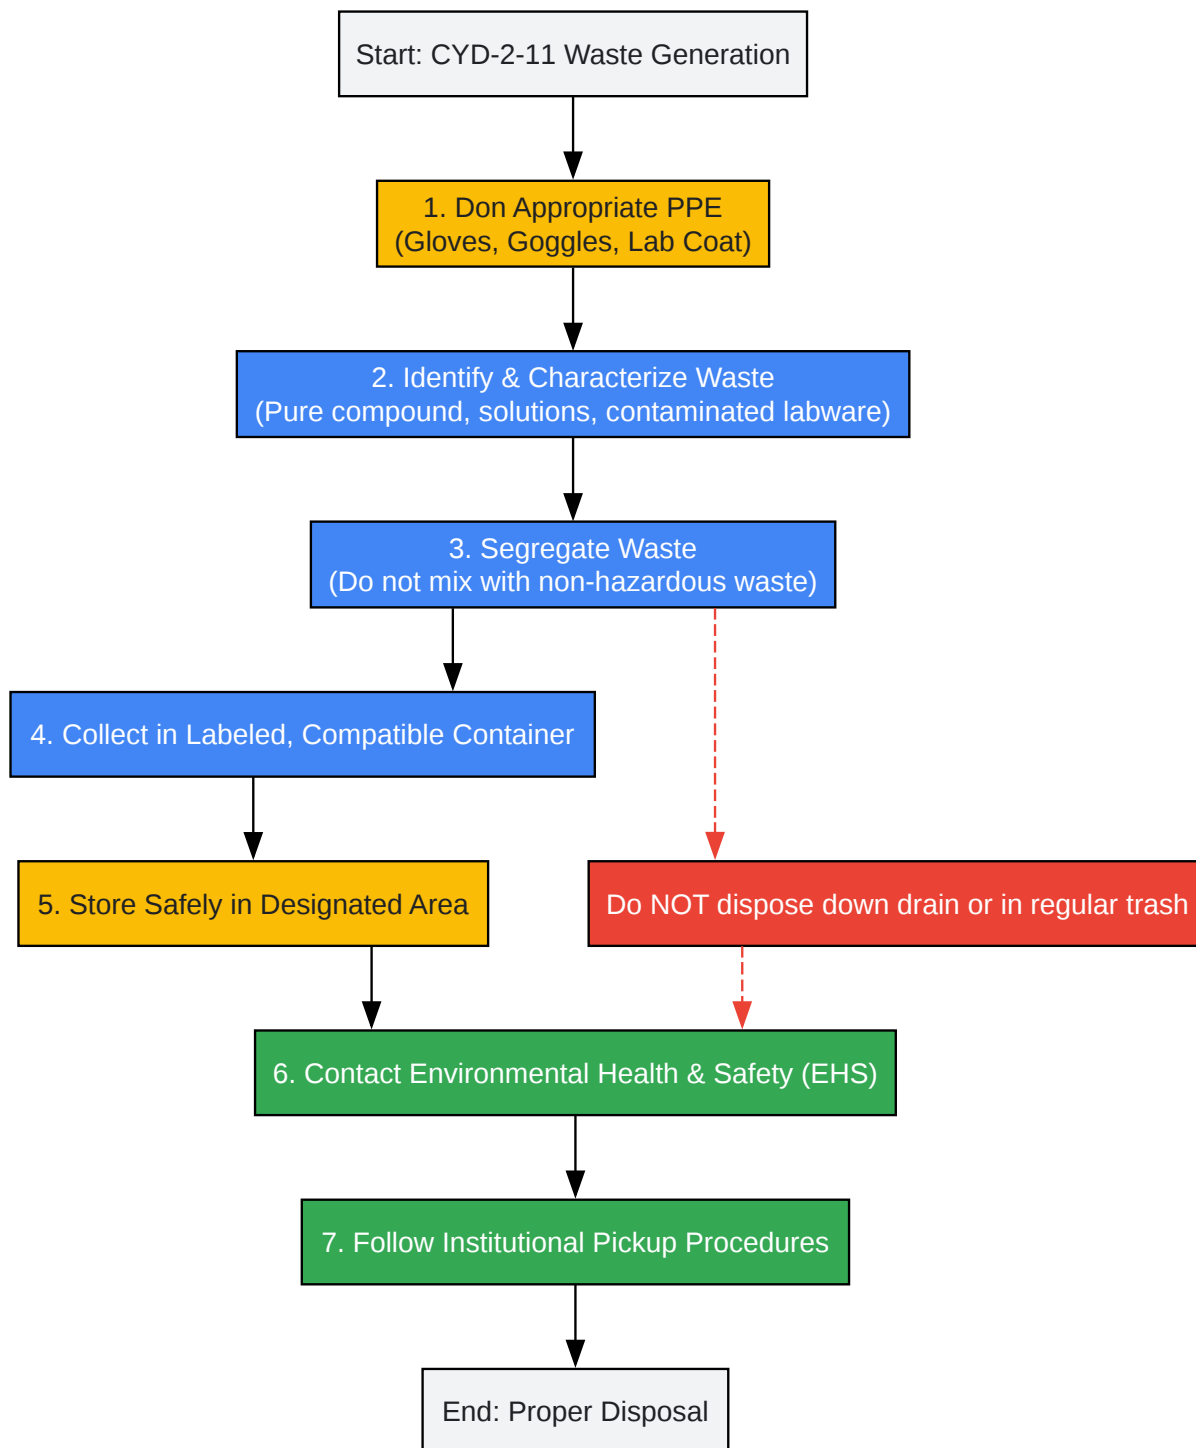 Start: CYD-2-11 Waste Generation
1. Don Appropriate PPE
(Gloves, Goggles, Lab Coat)
2. Identify & Characterize Waste
(Pure compound, solutions, contaminated labware)
3. Segregate Waste
(Do not mix with non-hazardous waste)
4. Collect in Labeled, Compatible Container
5. Store Safely in Designated Area
Do NOT dispose down drain or in regular trash
6. Contact Environmental Health & Safety (EHS)
7. Follow Institutional Pickup Procedures
End: Proper Disposal